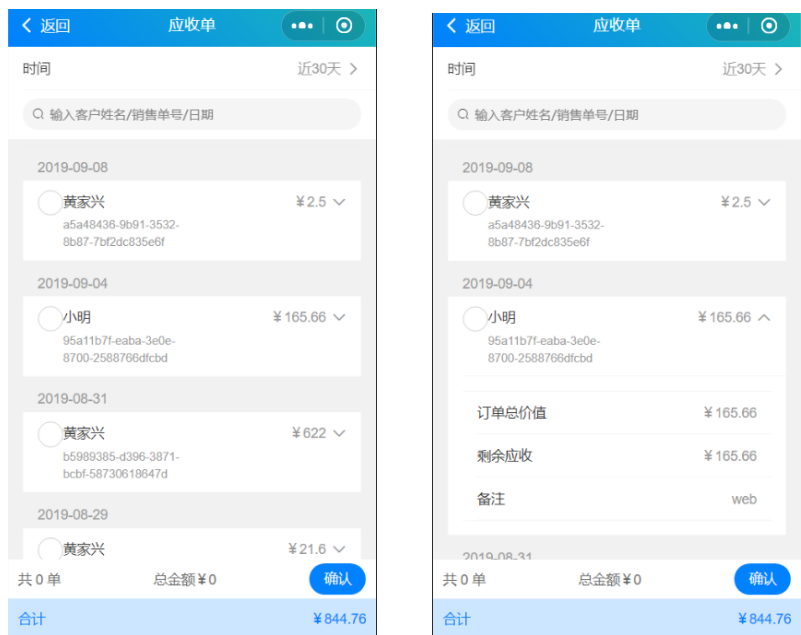 返回 应收单
时间 近30天
输入客户姓名/销售单号/日期
2019-09-08
黄家兴 ¥2.5
a5a48436-9b91-3532-
8b87-7bf2dc835e6f
2019-09-04
小明 ¥165.66
95a11b7f-eaba-3e0e-
8700-2588766dfcbd
2019-08-31
黄家兴 ¥622
b5989385-d396-3871-
bcbf-58730618647d
2019-08-29
黄家兴 ¥21.6
共0单 总金额¥0 确认
合计 ¥844.76
返回 应收单
时间 近30天
输入客户姓名/销售单号/日期
2019-09-08
黄家兴 ¥2.5
a5a48436-9b91-3532-
8b87-7bf2dc835e6f
2019-09-04
小明 ¥165.66
95a11b7f-eaba-3e0e-
8700-2588766dfcbd
订单总价值 ¥165.66
剩余应收 ¥165.66
备注 web
2019-08-31
共0单 总金额¥0 确认
合计 ¥844.76